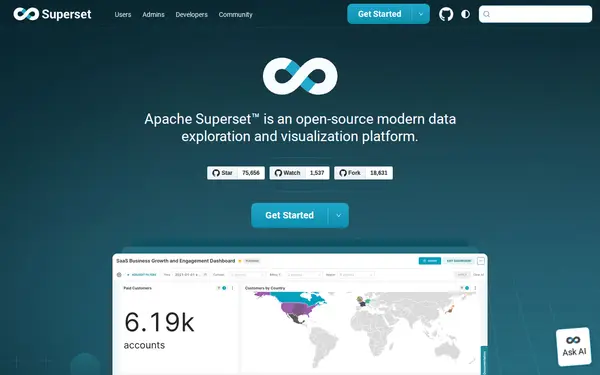 Superset
Users
Admins
Developers
Community
Get Started
Apache Superset™ is an open-source modern data
exploration and visualization platform.
Star 75,656
Watch 1,537
Fork 18,631
Get Started
SaaS Business Growth and Engagement Dashboard
Paid Customers
Customers by Country
6.19k
accounts
Ask AI